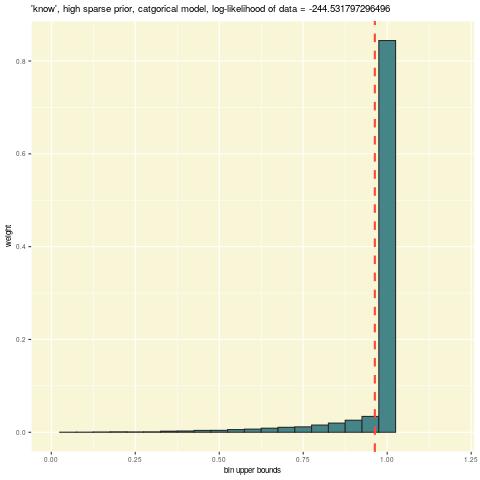 'know', high sparse prior, catgorical model, log-likelihood of data = -244.531797296496
0.8
0.6
weight
0.4
0.2
0.0
0.00 0.25 0.50 0.75 1.00 1.25
bin upper bounds